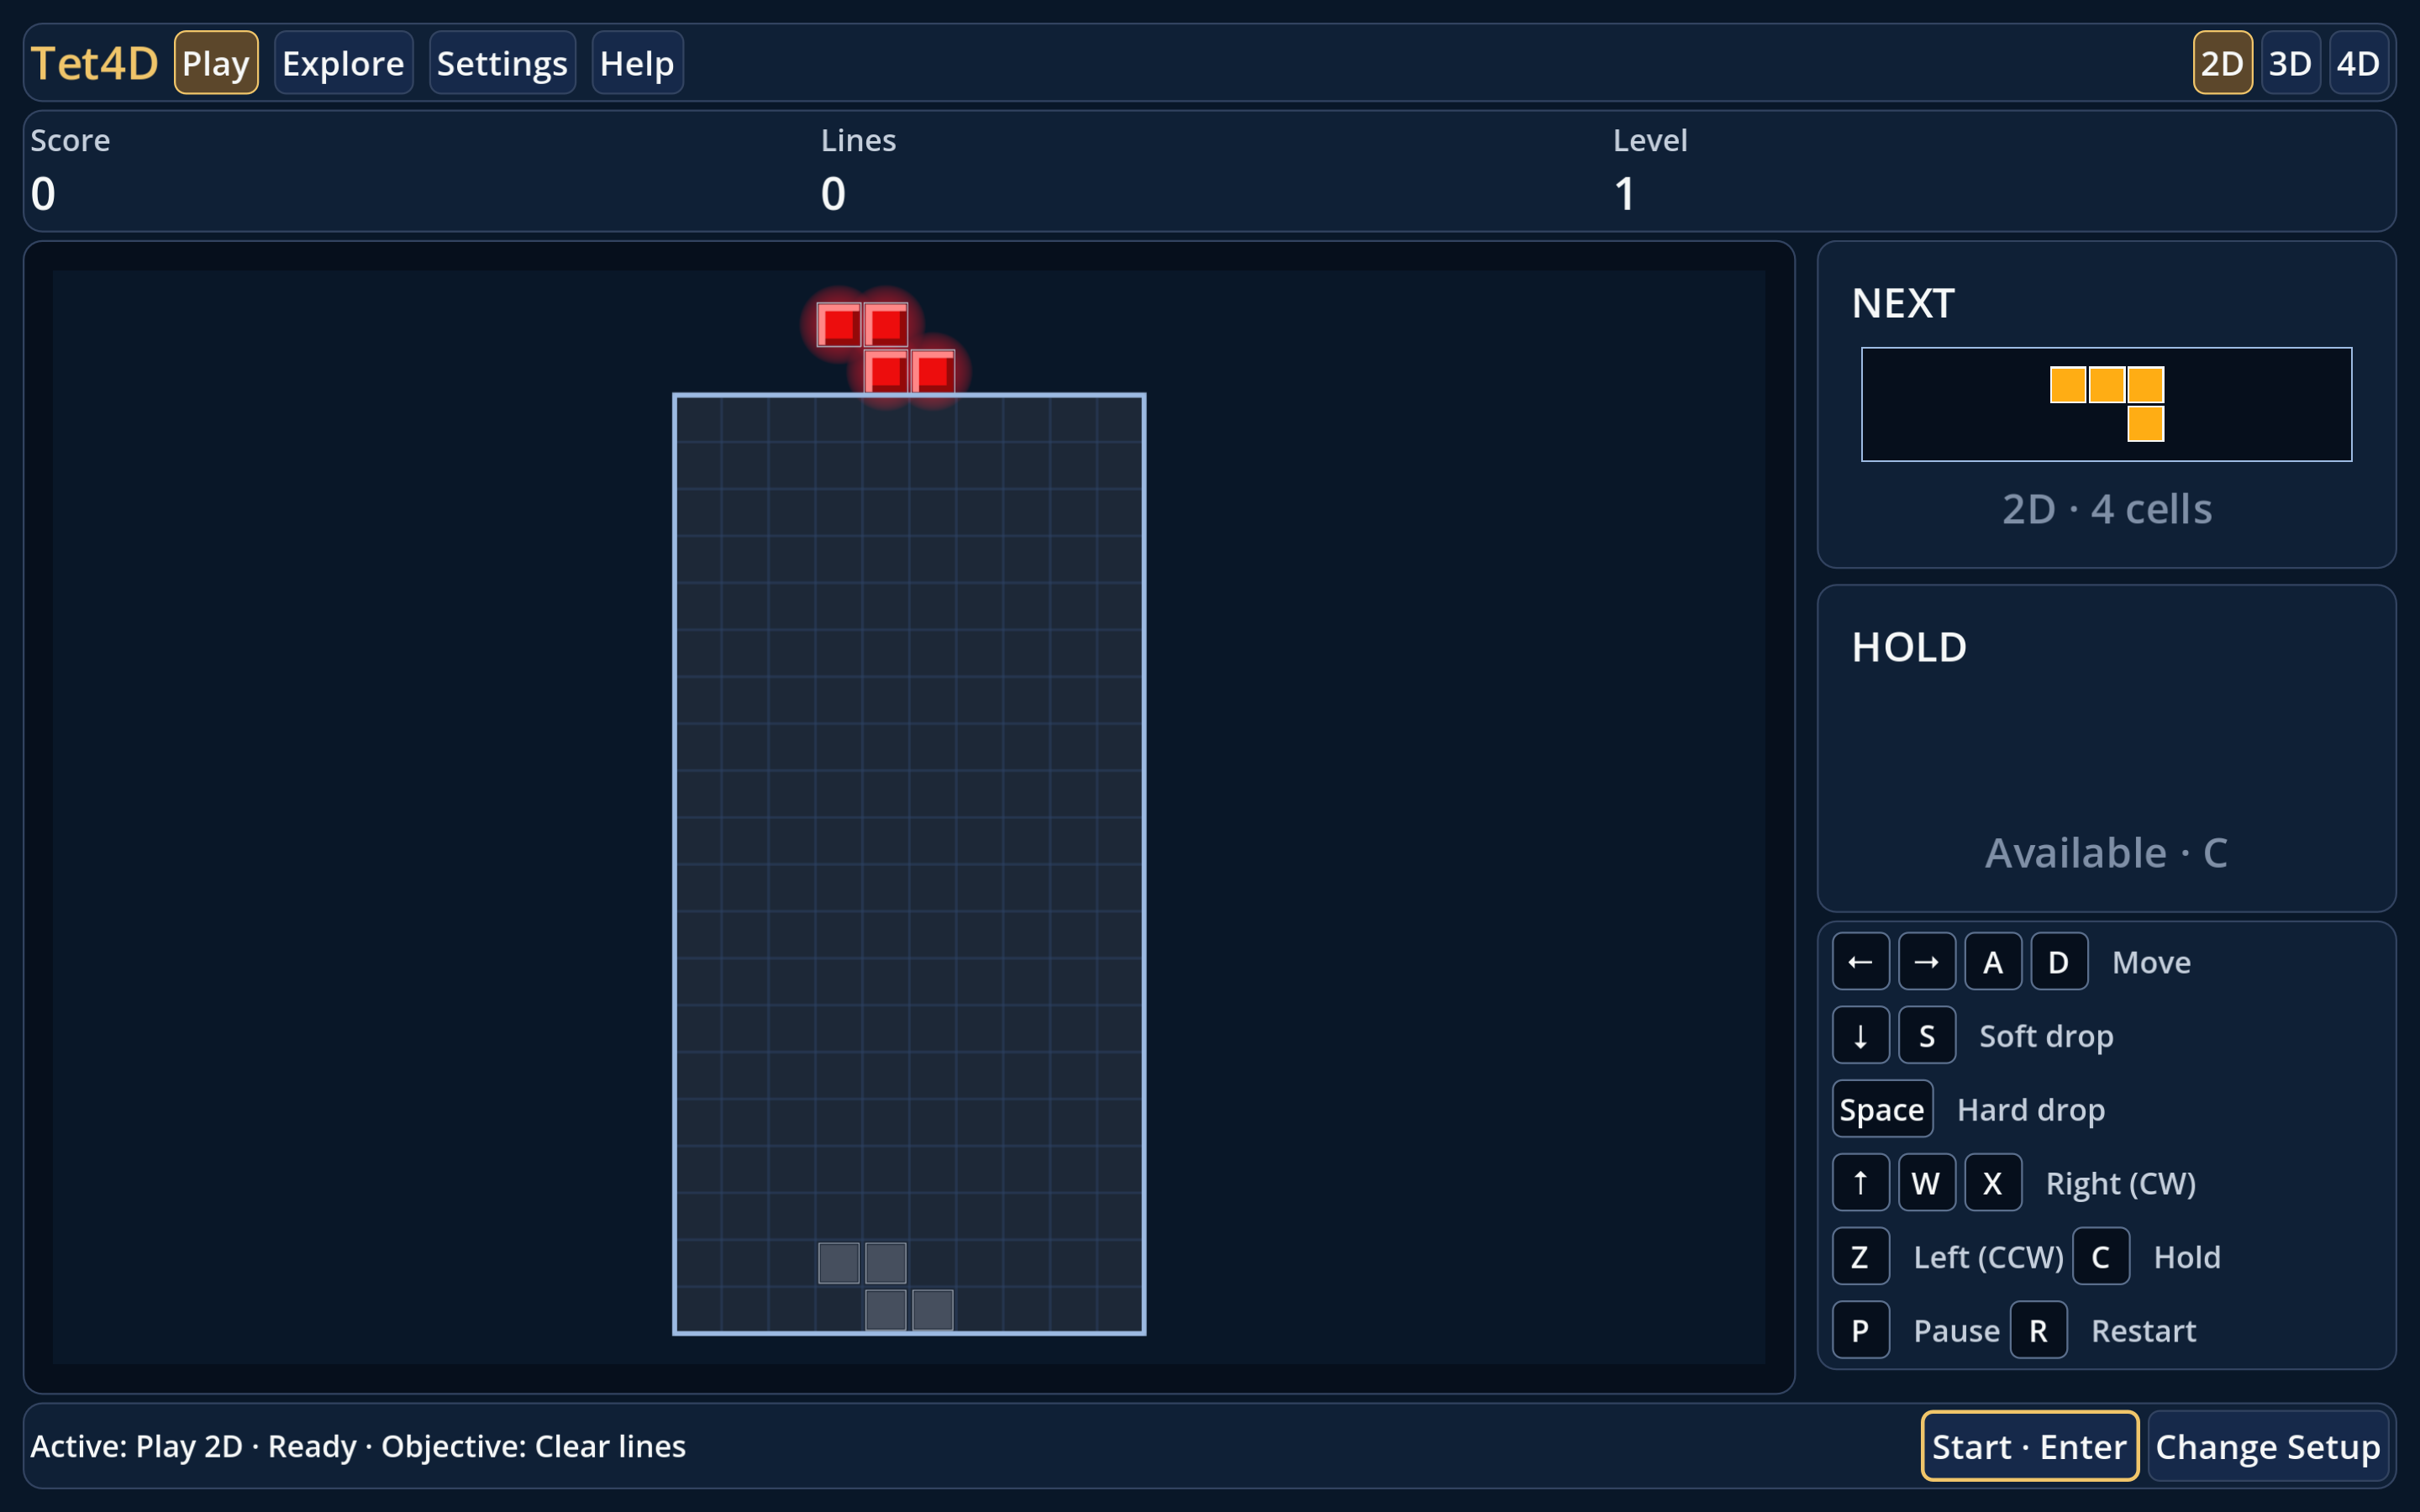 Tet4D Play Explore Settings Help 2D 3D 4D
Score Lines Level
0 0 1
NEXT
2D · 4 cells
HOLD
Available · C
← → A D Move
↓ S Soft drop
Space Hard drop
↑ W X Right (CW)
Z Left (CCW) C Hold
P Pause R Restart
Active: Play 2D · Ready · Objective: Clear lines Start · Enter Change Setup